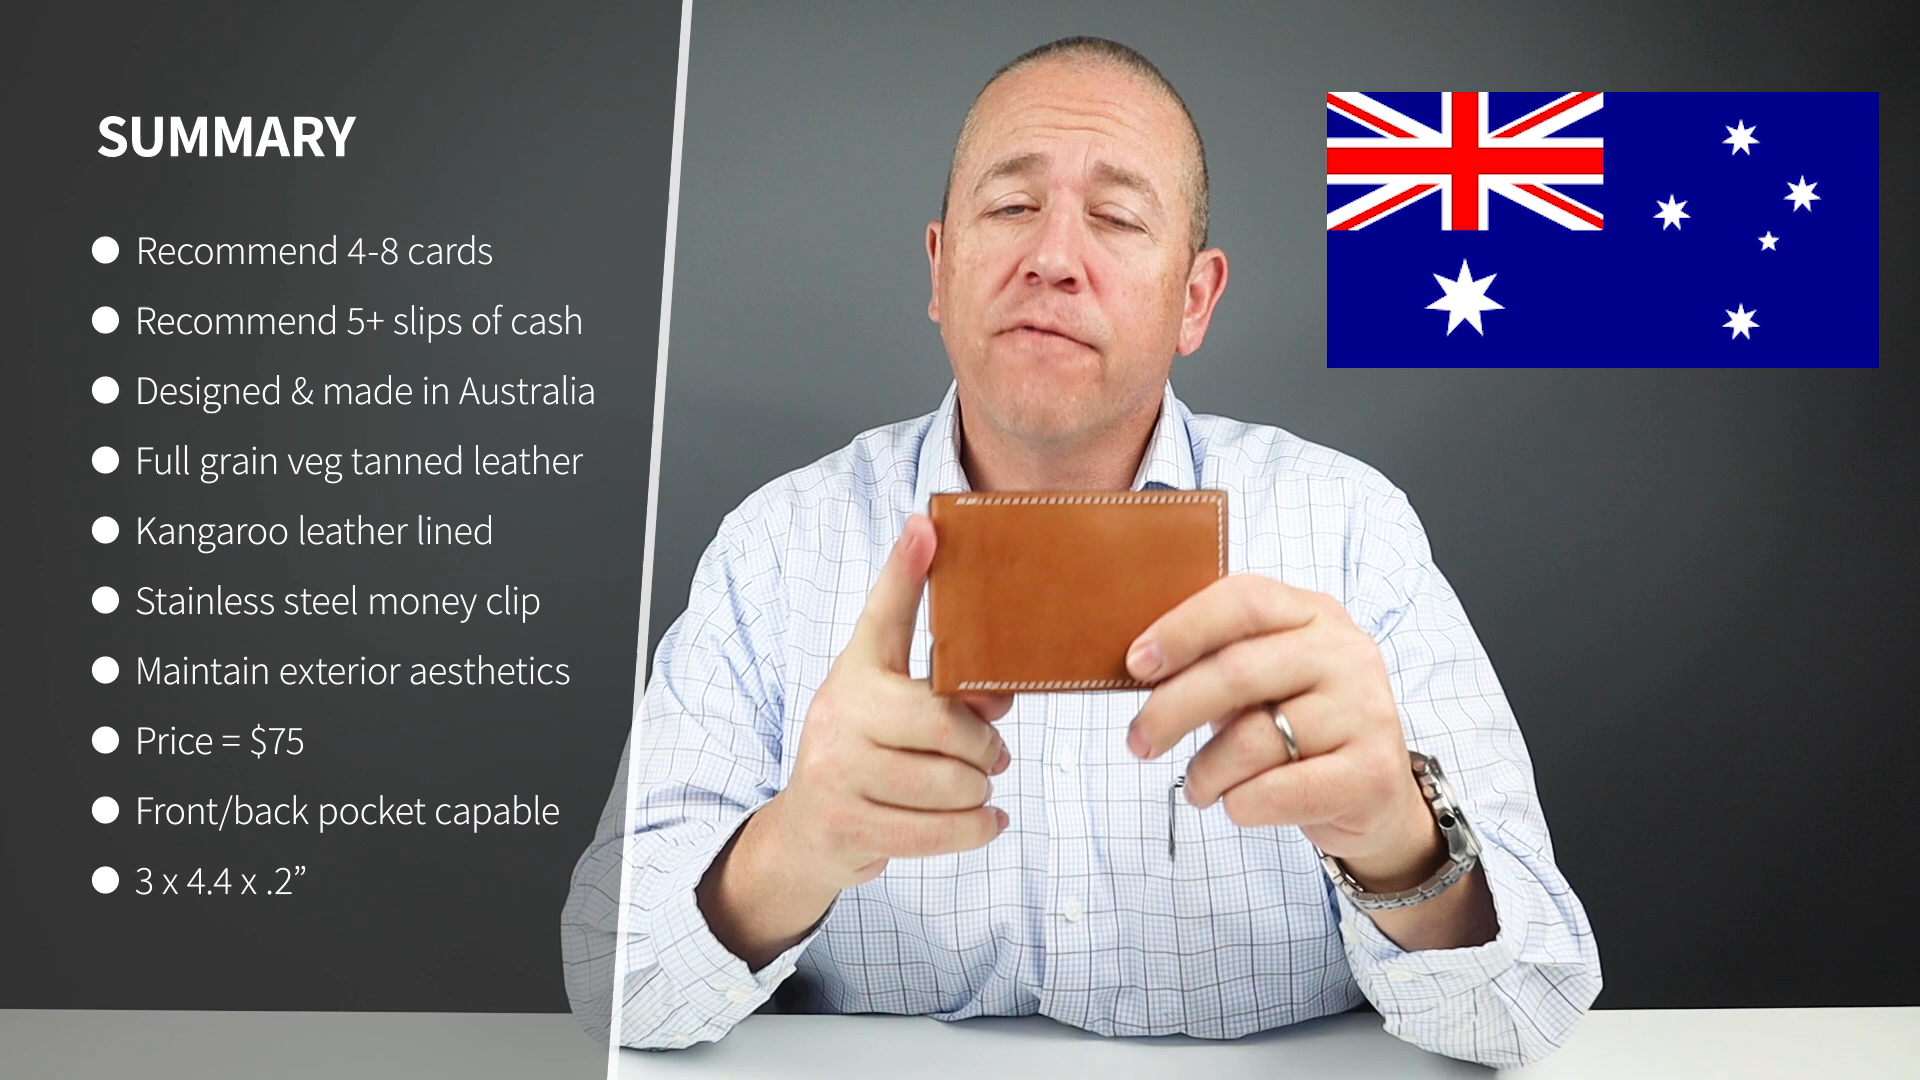 SUMMARY
Recommend 4-8 cards
Recommend 5+ slips of cash
Designed & made in Australia
Full grain veg tanned leather
Kangaroo leather lined
Stainless steel money clip
Maintain exterior aesthetics
Price = $75
Front/back pocket capable
3 x 4.4 x .2”